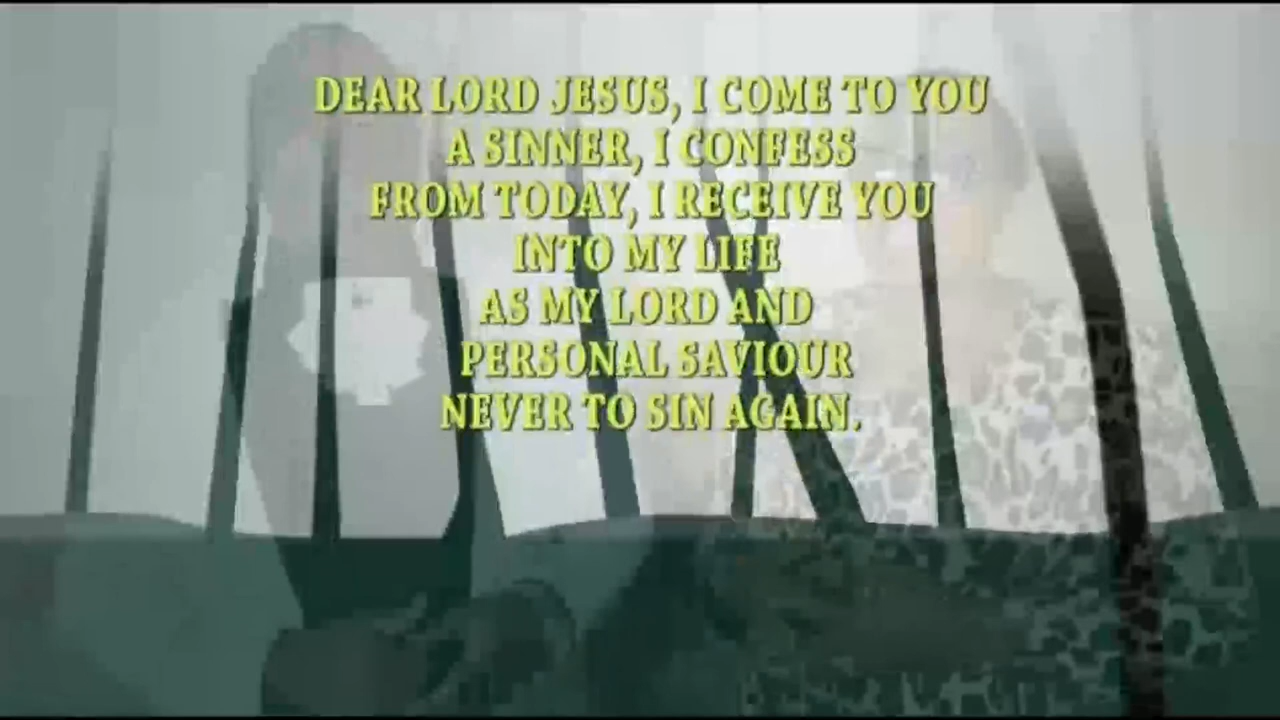 DEAR LORD JESUS, I COME TO YOU
A SINNER, I CONFESS
FROM TODAY, I RECEIVE YOU
INTO MY LIFE
AS MY LORD AND
PERSONAL SAVIOUR
NEVER TO SIN AGAIN.